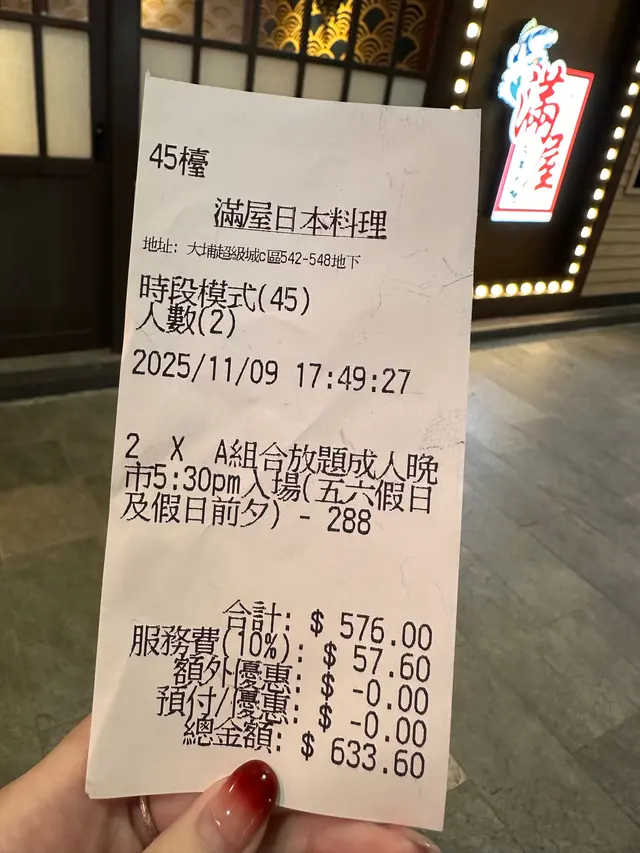 45檯
滿屋日本料理
地址: 大埔超級城c區542-548地下
時段模式(45)
人數(2)
2025/11/09 17:49:27
2 X A組合放題成人晚
市5:30pm入場(五六假日
及假日前夕) - 288
合計: $ 576.00
服務費(10%): $ 57.60
額外優惠: $ -0.00
預付/優惠: $ -0.00
總金額: $ 633.60
滿屋